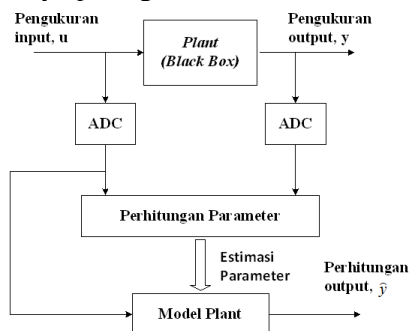 Pengukuran
input, u
Plant
(Black Box)
Pengukuran
output, y
ADC
ADC
Perhitungan Parameter
Estimasi
Parameter
Perhitungan
output, ŷ
Model Plant